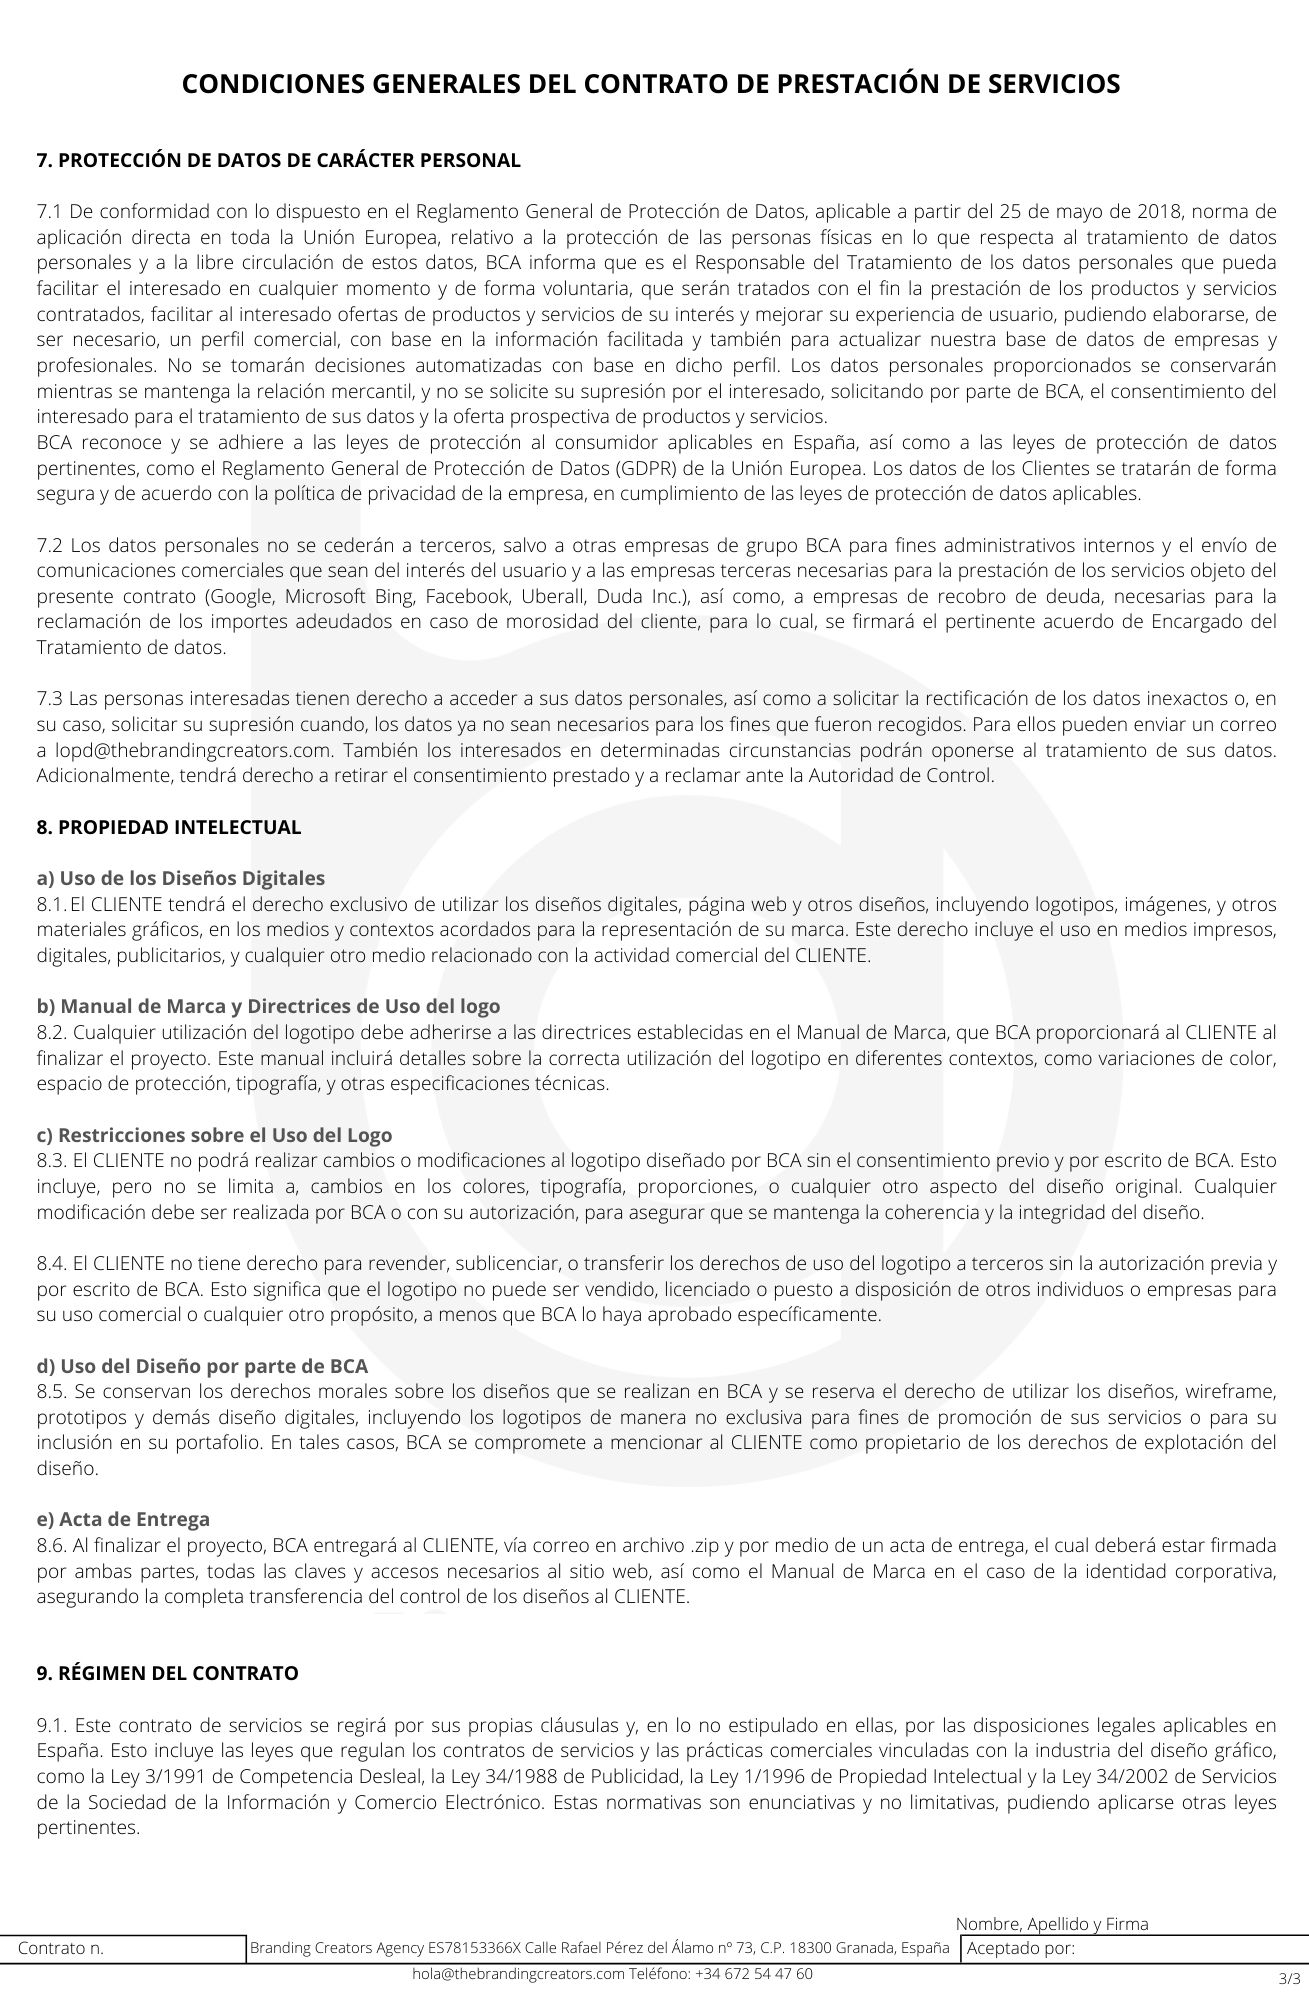 CONDICIONES GENERALES DEL CONTRATO DE PRESTACIÓN DE SERVICIOS
7. PROTECCIÓN DE DATOS DE CARÁCTER PERSONAL
7.1 De conformidad con lo dispuesto en el Reglamento General de Protección de Datos, aplicable a partir del 25 de mayo de 2018, norma de
aplicación directa en toda la Unión Europea, relativo a la protección de las personas físicas en lo que respecta al tratamiento de datos
personales y a la libre circulación de estos datos, BCA informa que es el Responsable del Tratamiento de los datos personales que pueda
facilitar el interesado en cualquier momento y de forma voluntaria, que serán tratados con el fin la prestación de los productos y servicios
contratados, facilitar al interesado ofertas de productos y servicios de su interés y mejorar su experiencia de usuario, pudiendo elaborarse, de
ser necesario, un perfil comercial, con base en la información facilitada y también para actualizar nuestra base de datos de empresas y
profesionales. No se tomarán decisiones automatizadas con base en dicho perfil. Los datos personales proporcionados se conservarán
mientras se mantenga la relación mercantil, y no se solicite su supresión por el interesado, solicitando por parte de BCA, el consentimiento del
interesado para el tratamiento de sus datos y la oferta prospectiva de productos y servicios.
BCA reconoce y se adhiere a las leyes de protección al consumidor aplicables en España, así como a las leyes de protección de datos
pertinentes, como el Reglamento General de Protección de Datos (GDPR) de la Unión Europea. Los datos de los Clientes se tratarán de forma
segura y de acuerdo con la política de privacidad de la empresa, en cumplimiento de las leyes de protección de datos aplicables.
7.2 Los datos personales no se cederán a terceros, salvo a otras empresas de grupo BCA para fines administrativos internos y el envío de
comunicaciones comerciales que sean del interés del usuario y a las empresas terceras necesarias para la prestación de los servicios objeto del
presente contrato (Google, Microsoft Bing, Facebook, Uberall, Duda Inc.), así como, a empresas de recobro de deuda, necesarias para la
reclamación de los importes adeudados en caso de morosidad del cliente, para lo cual, se firmará el pertinente acuerdo de Encargado del
Tratamiento de datos.
7.3 Las personas interesadas tienen derecho a acceder a sus datos personales, así como a solicitar la rectificación de los datos inexactos o, en
su caso, solicitar su supresión cuando, los datos ya no sean necesarios para los fines que fueron recogidos. Para ellos pueden enviar un correo
a lopd@thebrandingcreators.com. También los interesados en determinadas circunstancias podrán oponerse al tratamiento de sus datos.
Adicionalmente, tendrá derecho a retirar el consentimiento prestado y a reclamar ante la Autoridad de Control.
8. PROPIEDAD INTELECTUAL
a) Uso de los Diseños Digitales
8.1. El CLIENTE tendrá el derecho exclusivo de utilizar los diseños digitales, página web y otros diseños, incluyendo logotipos, imágenes, y otros
materiales gráficos, en los medios y contextos acordados para la representación de su marca. Este derecho incluye el uso en medios impresos,
digitales, publicitarios, y cualquier otro medio relacionado con la actividad comercial del CLIENTE.
b) Manual de Marca y Directrices de Uso del logo
8.2. Cualquier utilización del logotipo debe adherirse a las directrices establecidas en el Manual de Marca, que BCA proporcionará al CLIENTE al
finalizar el proyecto. Este manual incluirá detalles sobre la correcta utilización del logotipo en diferentes contextos, como variaciones de color,
espacio de protección, tipografía, y otras especificaciones técnicas.
c) Restricciones sobre el Uso del Logo
8.3. El CLIENTE no podrá realizar cambios o modificaciones al logotipo diseñado por BCA sin el consentimiento previo y por escrito de BCA. Esto
incluye, pero no se limita a, cambios en los colores, tipografía, proporciones, o cualquier otro aspecto del diseño original. Cualquier
modificación debe ser realizada por BCA o con su autorización, para asegurar que se mantenga la coherencia y la integridad del diseño.
8.4. El CLIENTE no tiene derecho para revender, sublicenciar, o transferir los derechos de uso del logotipo a terceros sin la autorización previa y
por escrito de BCA. Esto significa que el logotipo no puede ser vendido, licenciado o puesto a disposición de otros individuos o empresas para
su uso comercial o cualquier otro propósito, a menos que BCA lo haya aprobado específicamente.
d) Uso del Diseño por parte de BCA
8.5. Se conservan los derechos morales sobre los diseños que se realizan en BCA y se reserva el derecho de utilizar los diseños, wireframe,
prototipos y demás diseño digitales, incluyendo los logotipos de manera no exclusiva para fines de promoción de sus servicios o para su
inclusión en su portafolio. En tales casos, BCA se compromete a mencionar al CLIENTE como propietario de los derechos de explotación del
diseño.
e) Acta de Entrega
8.6. Al finalizar el proyecto, BCA entregará al CLIENTE, vía correo en archivo .zip y por medio de un acta de entrega, el cual deberá estar firmada
por ambas partes, todas las claves y accesos necesarios al sitio web, así como el Manual de Marca en el caso de la identidad corporativa,
asegurando la completa transferencia del control de los diseños al CLIENTE.
9. RÉGIMEN DEL CONTRATO
9.1. Este contrato de servicios se regirá por sus propias cláusulas y, en lo no estipulado en ellas, por las disposiciones legales aplicables en
España. Esto incluye las leyes que regulan los contratos de servicios y las prácticas comerciales vinculadas con la industria del diseño gráfico,
como la Ley 3/1991 de Competencia Desleal, la Ley 34/1988 de Publicidad, la Ley 1/1996 de Propiedad Intelectual y la Ley 34/2002 de Servicios
de la Sociedad de la Información y Comercio Electrónico. Estas normativas son enunciativas y no limitativas, pudiendo aplicarse otras leyes
pertinentes.
Nombre, Apellido y Firma
Contrato n.
Branding Creators Agency ES78153366X Calle Rafael Pérez del Álamo nº 73, C.P. 18300 Granada, España
Aceptado por:
hola@thebrandingcreators.com Teléfono: +34 672 54 47 60
3/3